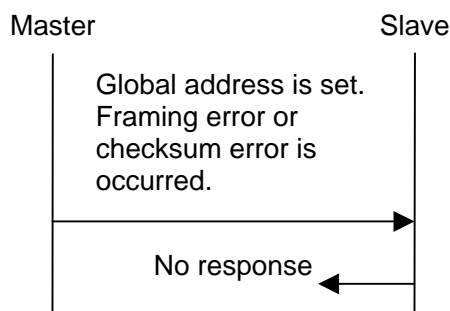 Master
Slave
Global address is set.
Framing error or
checksum error is
occurred.
No response